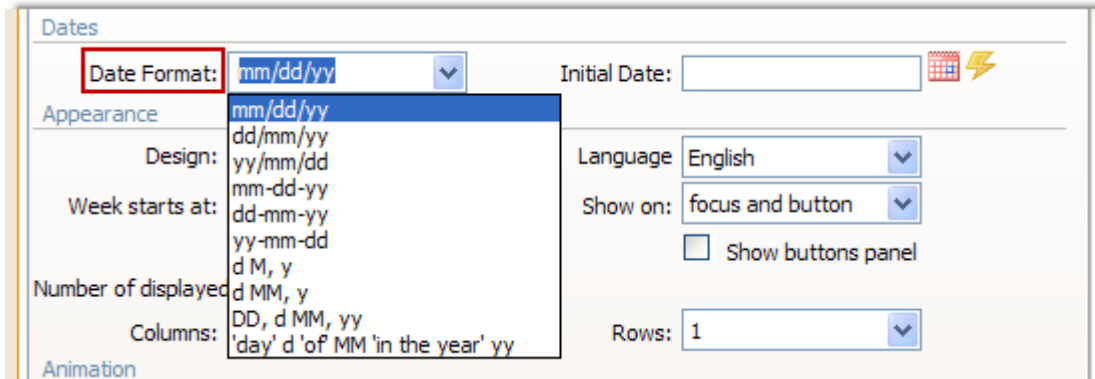 Dates
Date Format: mm/dd/yy Initial Date:
mm/dd/yy
Appearance
dd/mm/yy
Design: yy/mm/dd Language English
mm-dd-yy
Week starts at: dd-mm-yy Show on: focus and button
yy-mm-dd Show buttons panel
d M, y
Number of displayed d MM, y
DD, d MM, yy
Columns: 'day' d 'of' MM 'in the year' yy Rows: 1
Animation